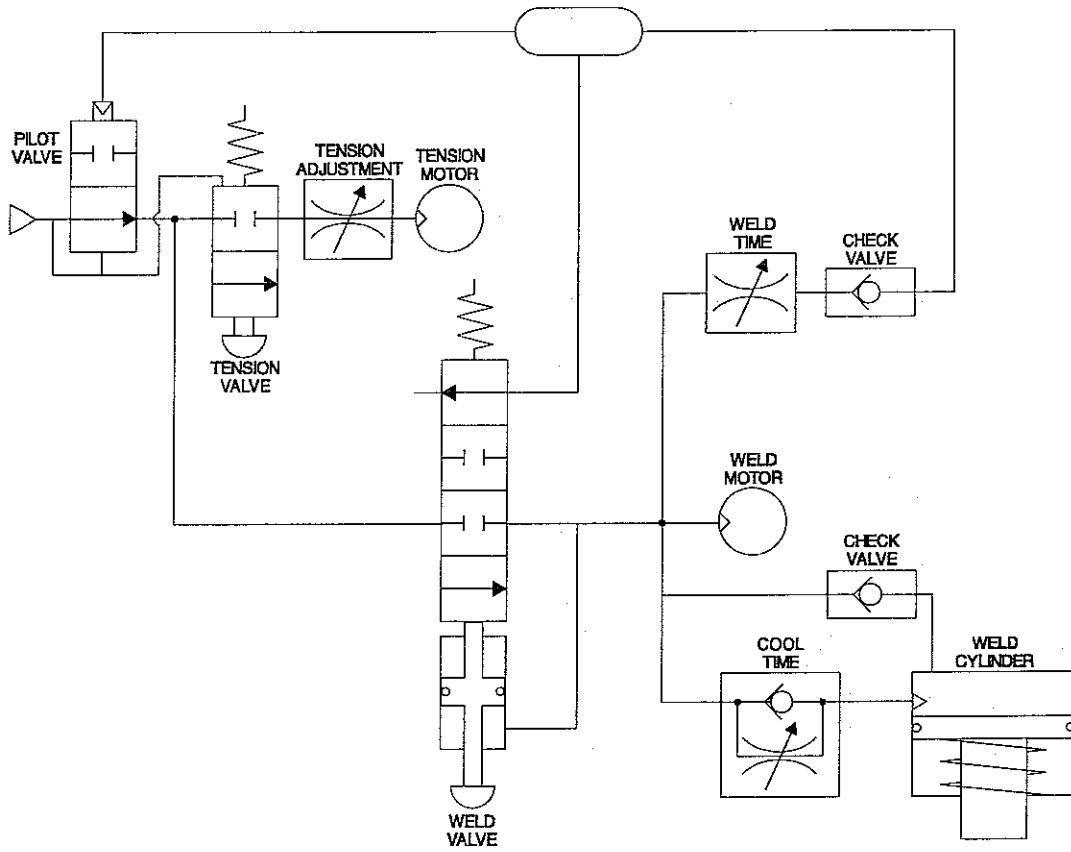 PILOT
VALVE
TENSION
ADJUSTMENT
TENSION
MOTOR
TENSION
VALVE
WELD
TIME
CHECK
VALVE
WELD
MOTOR
CHECK
VALVE
COOL
TIME
WELD
CYLINDER
WELD
VALVE